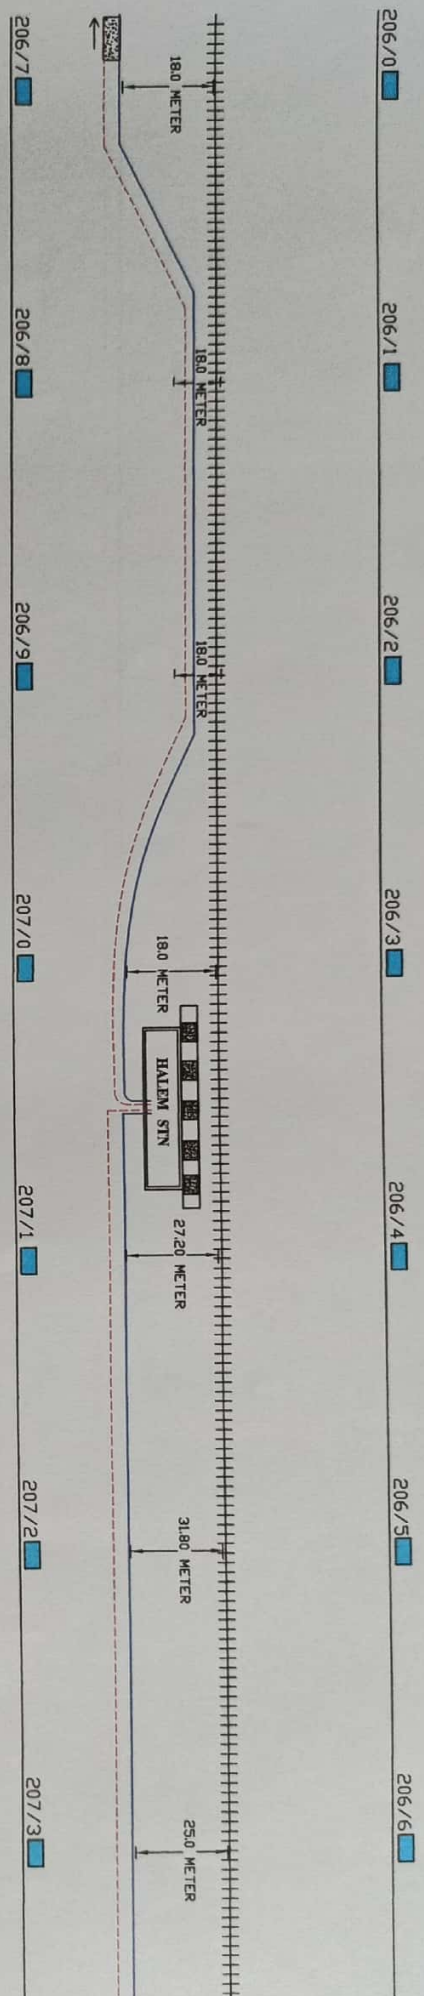 206/0
206/1
206/2
206/3
206/4
206/5
206/6
18.0 METER
18.0 METER
18.0 METER
18.0 METER
HALEM STN
27.20 METER
31.80 METER
25.0 METER
206/7
206/8
206/9
207/0
207/1
207/2
207/3